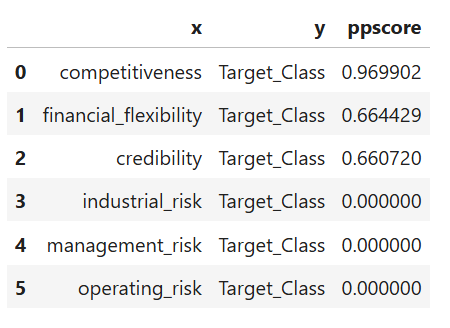 x y ppscore
0 competitiveness Target_Class 0.969902
1 financial_flexibility Target_Class 0.664429
2 credibility Target_Class 0.660720
3 industrial_risk Target_Class 0.000000
4 management_risk Target_Class 0.000000
5 operating_risk Target_Class 0.000000